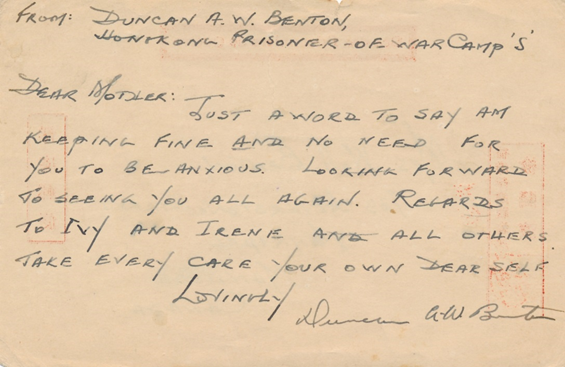 FROM: DUNCAN A.W. BENTON,
HONKONG PRISONER-OF WAR CAMP 'S'
DEAR MOTHER:
JUST A WORD TO SAY AM
KEEPING FINE AND NO NEED FOR
YOU TO BE ANXIOUS. LOOKING FORWARD
TO SEEING YOU ALL AGAIN. REGARDS
TO IVY AND IRENE AND ALL OTHERS
TAKE EVERY CARE YOUR OWN DEAR SELF
LOVINGLY
Duncan A.W. Benton